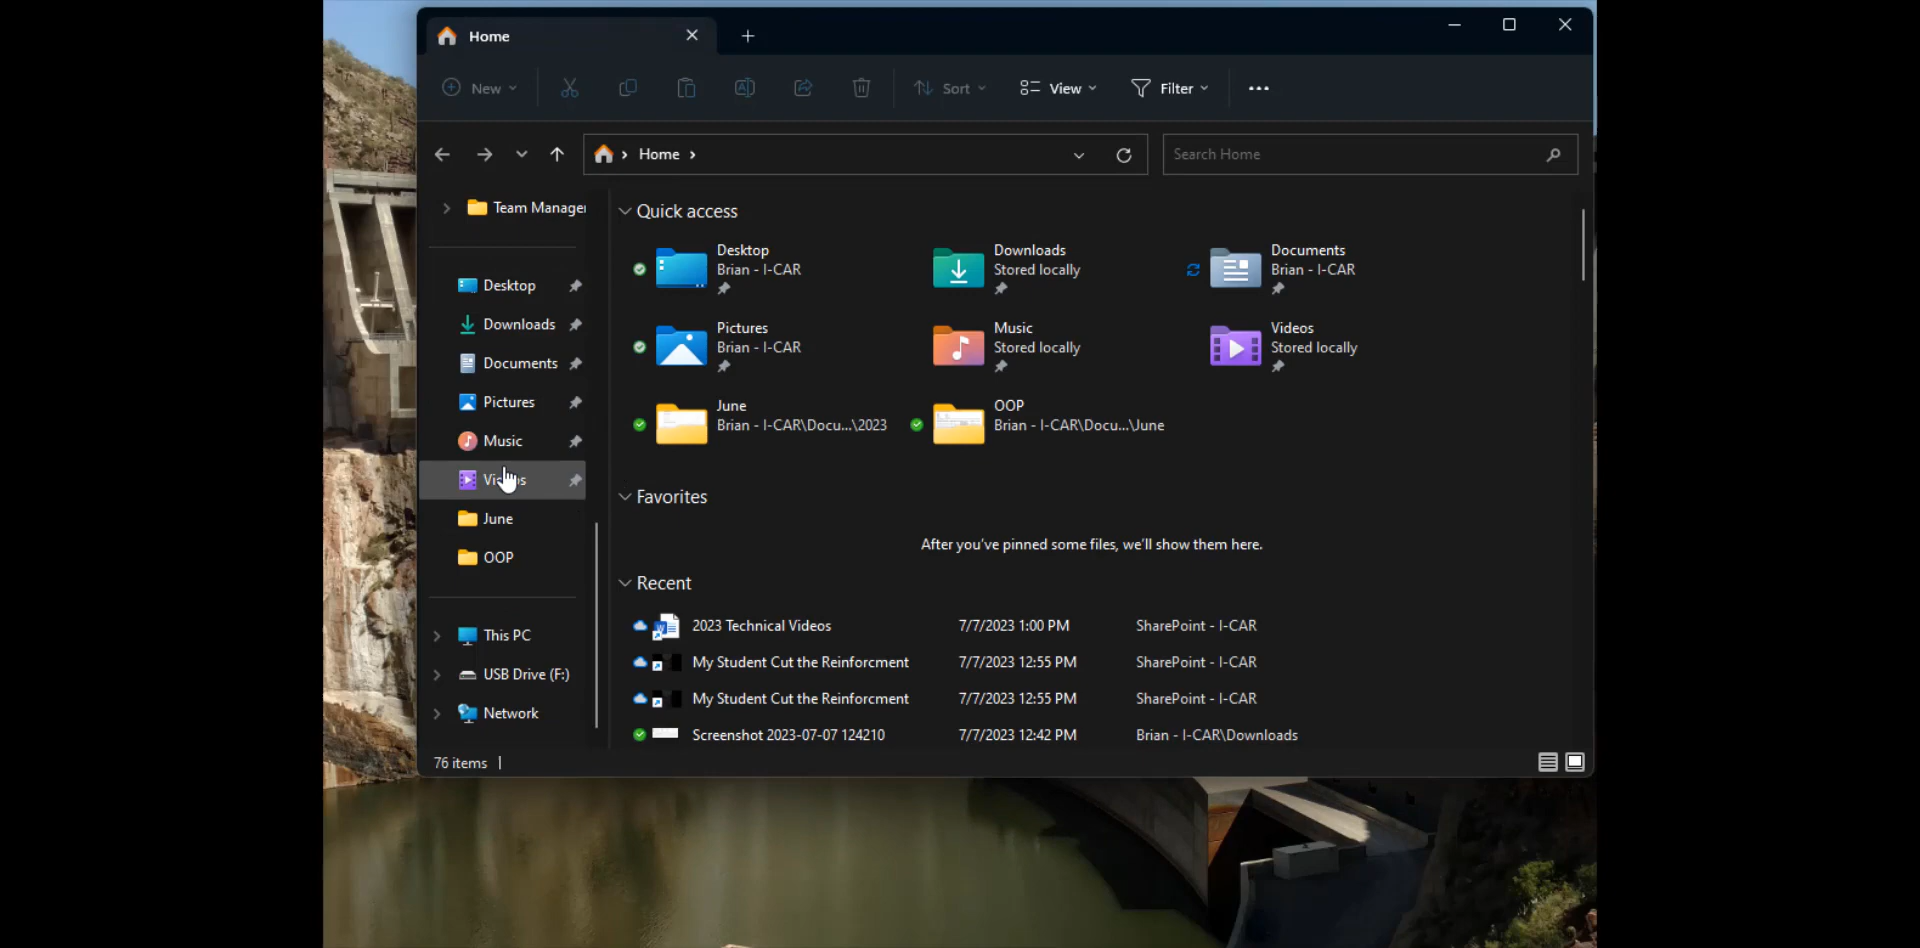 Home
New
Sort
View
Filter
Home
Search Home
Team Manage
Desktop
Downloads
Documents
Pictures
Music
June
OOP
This PC
USB Drive (F:)
Network
Quick access
Desktop
Brian - I-CAR
Downloads
Stored locally
Documents
Brian - I-CAR
Pictures
Brian - I-CAR
Music
Stored locally
Videos
Stored locally
June
Brian - I-CAR\Docu...\2023
OOP
Brian - I-CAR\Docu...\June
Favorites
After you've pinned some files, we'll show them here.
Recent
2023 Technical Videos 7/7/2023 1:00 PM SharePoint - I-CAR
My Student Cut the Reinforcment 7/7/2023 12:55 PM SharePoint - I-CAR
My Student Cut the Reinforcment 7/7/2023 12:55 PM SharePoint - I-CAR
Screenshot 2023-07-07 124210 7/7/2023 12:42 PM Brian - I-CAR\Downloads
76 items